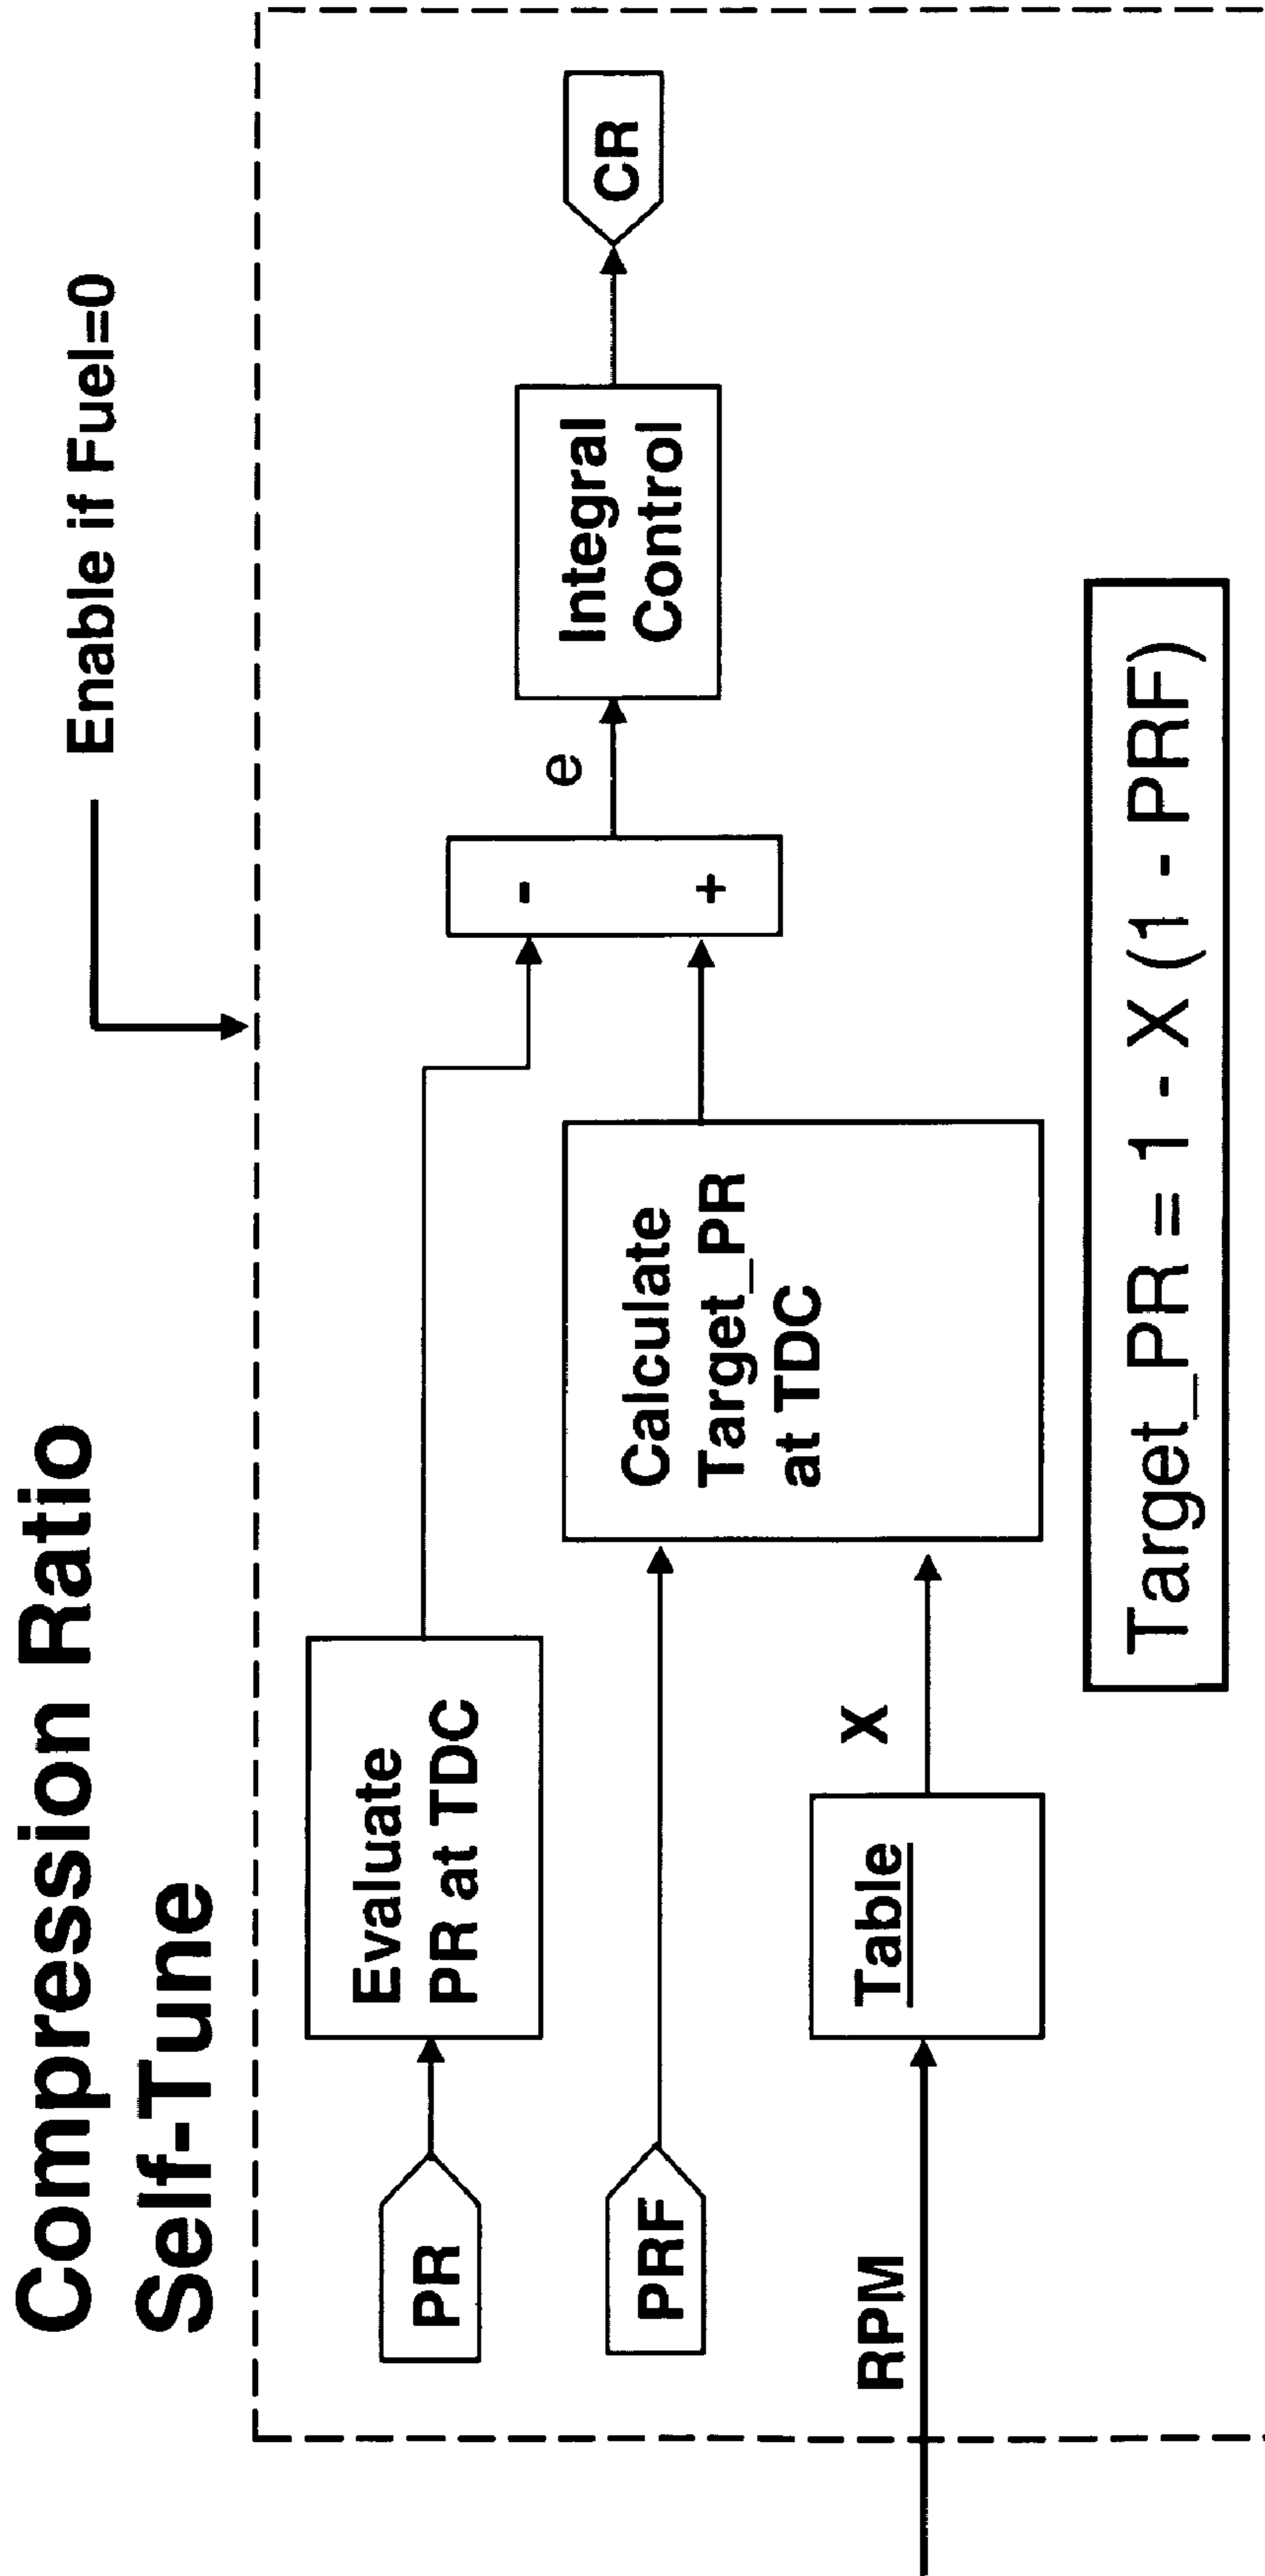 Compression Ratio
Self-Tune
Enable if Fuel=0
PR
Evaluate
PR at TDC
PRF
RPM
Table
X
Calculate
Target_PR
at TDC
-
+
e
Integral
Control
CR
Target_PR = 1 - X (1 - PRF)